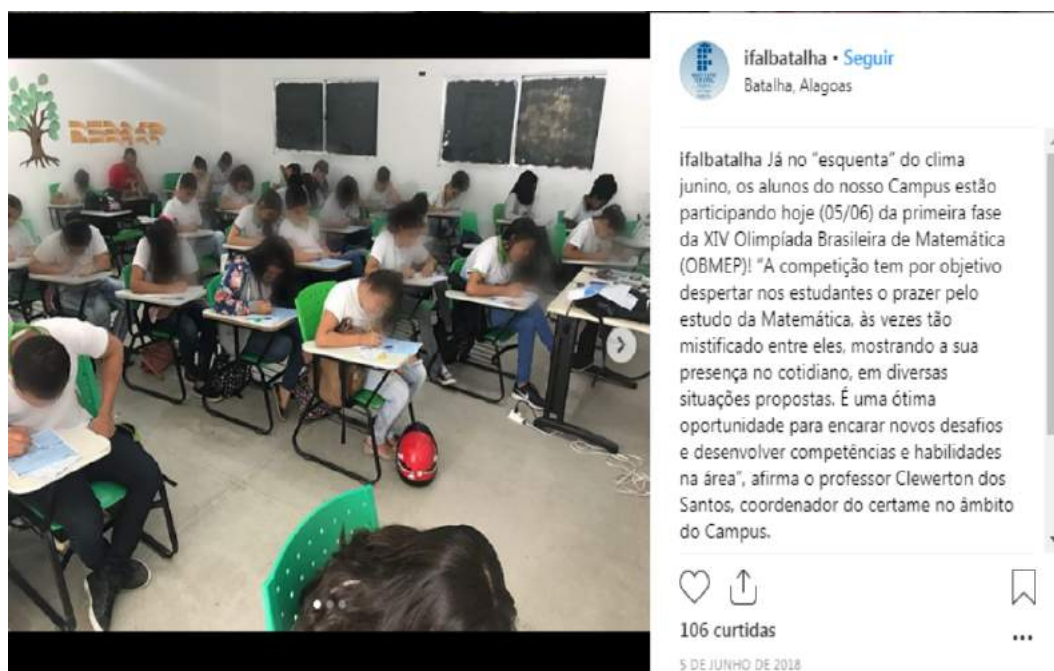 ifalbatalha • Seguir
Batalha, Alagoas
ifalbatalha Já no "esquenta" do clima
junino, os alunos do nosso Campus estão
participando hoje (05/06) da primeira fase
da XIV Olimpíada Brasileira de Matemática
(OBMEP)! "A competição tem por objetivo
despertar nos estudantes o prazer pelo
estudo da Matemática, às vezes tão
mistificado entre eles, mostrando a sua
presença no cotidiano, em diversas
situações propostas. É uma ótima
oportunidade para encarar novos desafios
e desenvolver competências e habilidades
na área", afirma o professor Clewerton dos
Santos, coordenador do certame no âmbito
do Campus.
106 curtidas
5 DE JUNHO DE 2018